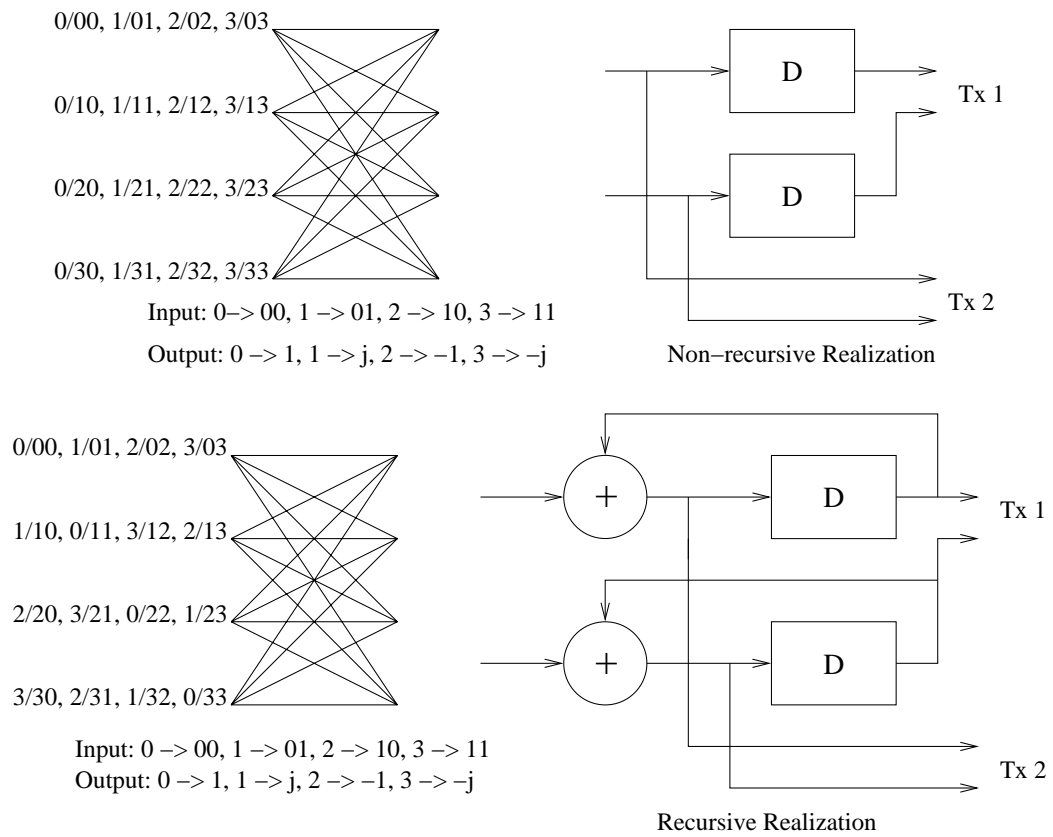 0/00, 1/01, 2/02, 3/03
0/10, 1/11, 2/12, 3/13
0/20, 1/21, 2/22, 3/23
0/30, 1/31, 2/32, 3/33
Input: 0–> 00, 1 –> 01, 2 –> 10, 3 –> 11
Output: 0 –> 1, 1 –> j, 2 –> –1, 3 –> –j
D
Tx 1
D
Tx 2
Non–recursive Realization
0/00, 1/01, 2/02, 3/03
1/10, 0/11, 3/12, 2/13
2/20, 3/21, 0/22, 1/23
3/30, 2/31, 1/32, 0/33
Input: 0 –> 00, 1 –> 01, 2 –> 10, 3 –> 11
Output: 0 –> 1, 1 –> j, 2 –> –1, 3 –> –j
+
D
Tx 1
+
D
Tx 2
Recursive Realization